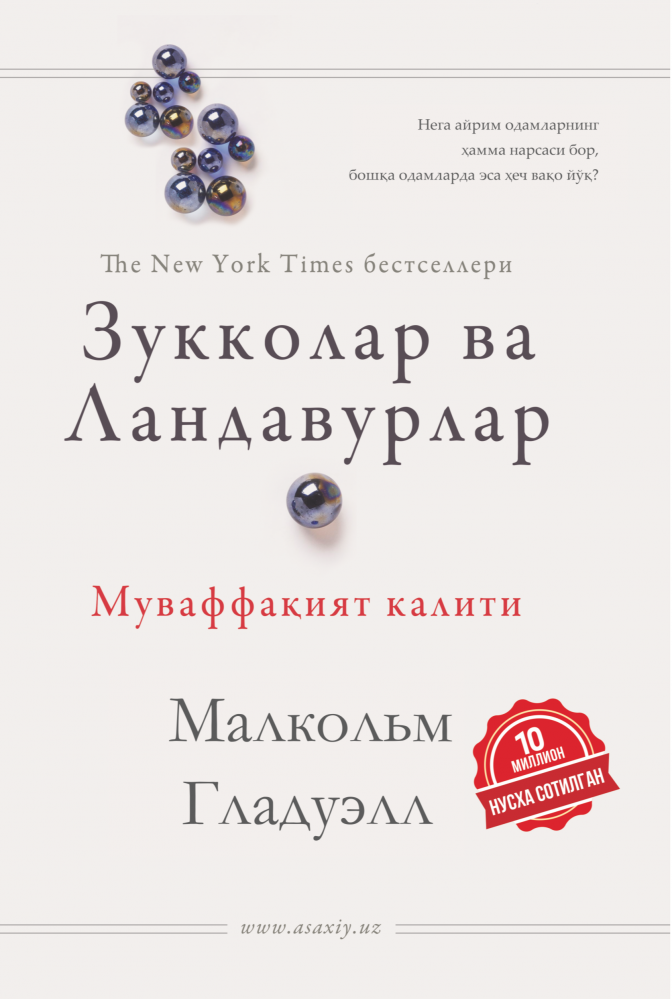 Нега айрим одамларнинг
ҳамма нарсаси бор,
бошқа одамларда эса ҳеч вақо йўқ?
The New York Times бестселлери
Зукколар ва
Ландавурлар
Муваффақият калити
Малкольм
Гладуэлл
10
МИЛЛИОН
НУСХА СОТИЛГАН
www.asaxiy.uz